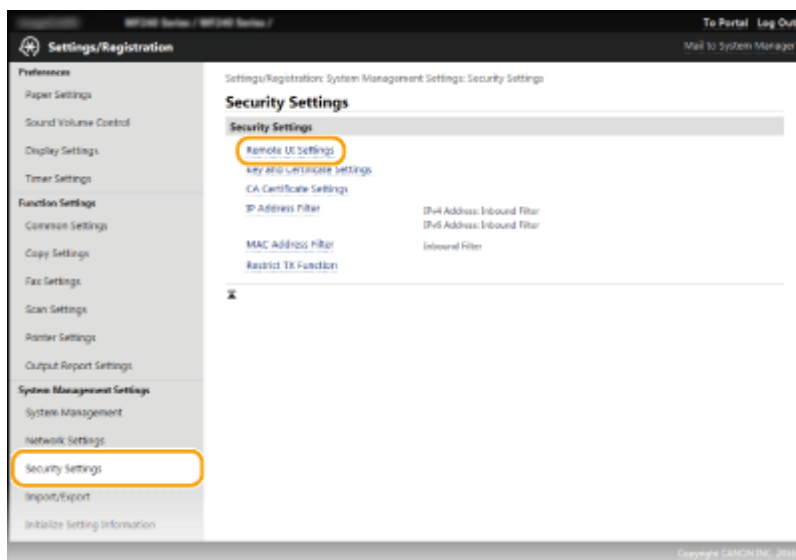 MF240 Series / MF240 Series /
To Portal Log Out
Settings/Registration
Mail to System Manager
Preferences
Paper Settings
Sound Volume Control
Display Settings
Timer Settings
Function Settings
Common Settings
Copy Settings
Fax Settings
Scan Settings
Printer Settings
Output Report Settings
System Management Settings
System Management
Network Settings
Security Settings
Import/Export
Initialize Setting Information
Settings/Registration: System Management Settings: Security Settings
Security Settings
Security Settings
Remote UI Settings
Key and Certificate Settings
CA Certificate Settings
IP Address Filter
IPv4 Address: Inbound Filter
IPv6 Address: Inbound Filter
MAC Address Filter
Inbound Filter
Restrict TX Function
Copyright CANON INC.